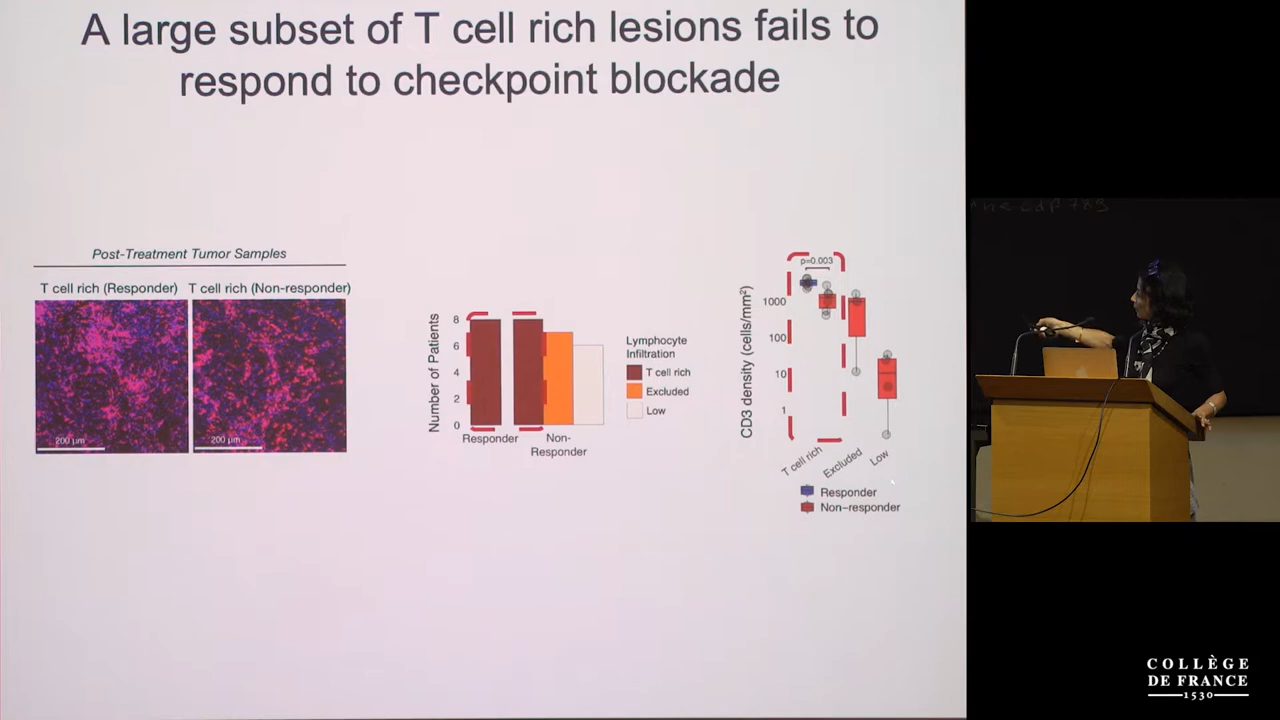 A large subset of T cell rich lesions fails to
respond to checkpoint blockade
Post-Treatment Tumor Samples
T cell rich (Responder) T cell rich (Non-responder)
200 µm
200 µm
Number of Patients
8
6
4
2
0
Responder
Non-
Responder
Lymphocyte
Infiltration
T cell rich
Excluded
Low
CD3 density (cells/mm²)
p=0.003
1000
100
10
1
T cell rich
Excluded
Low
Responder
Non-responder
COLLÈGE
DE FRANCE
1530